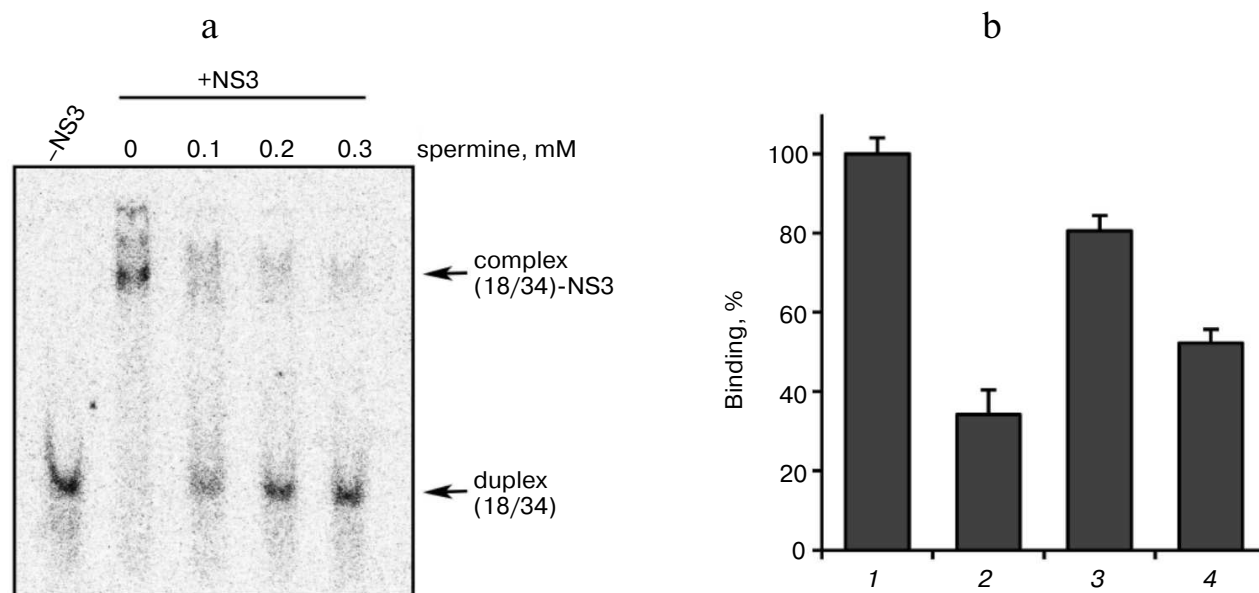 a
+NS3
–NS3
0 0.1 0.2 0.3 spermine, mM
complex
(18/34)-NS3
duplex
(18/34)
b
Binding, %
100
80
60
40
20
0
1 2 3 4